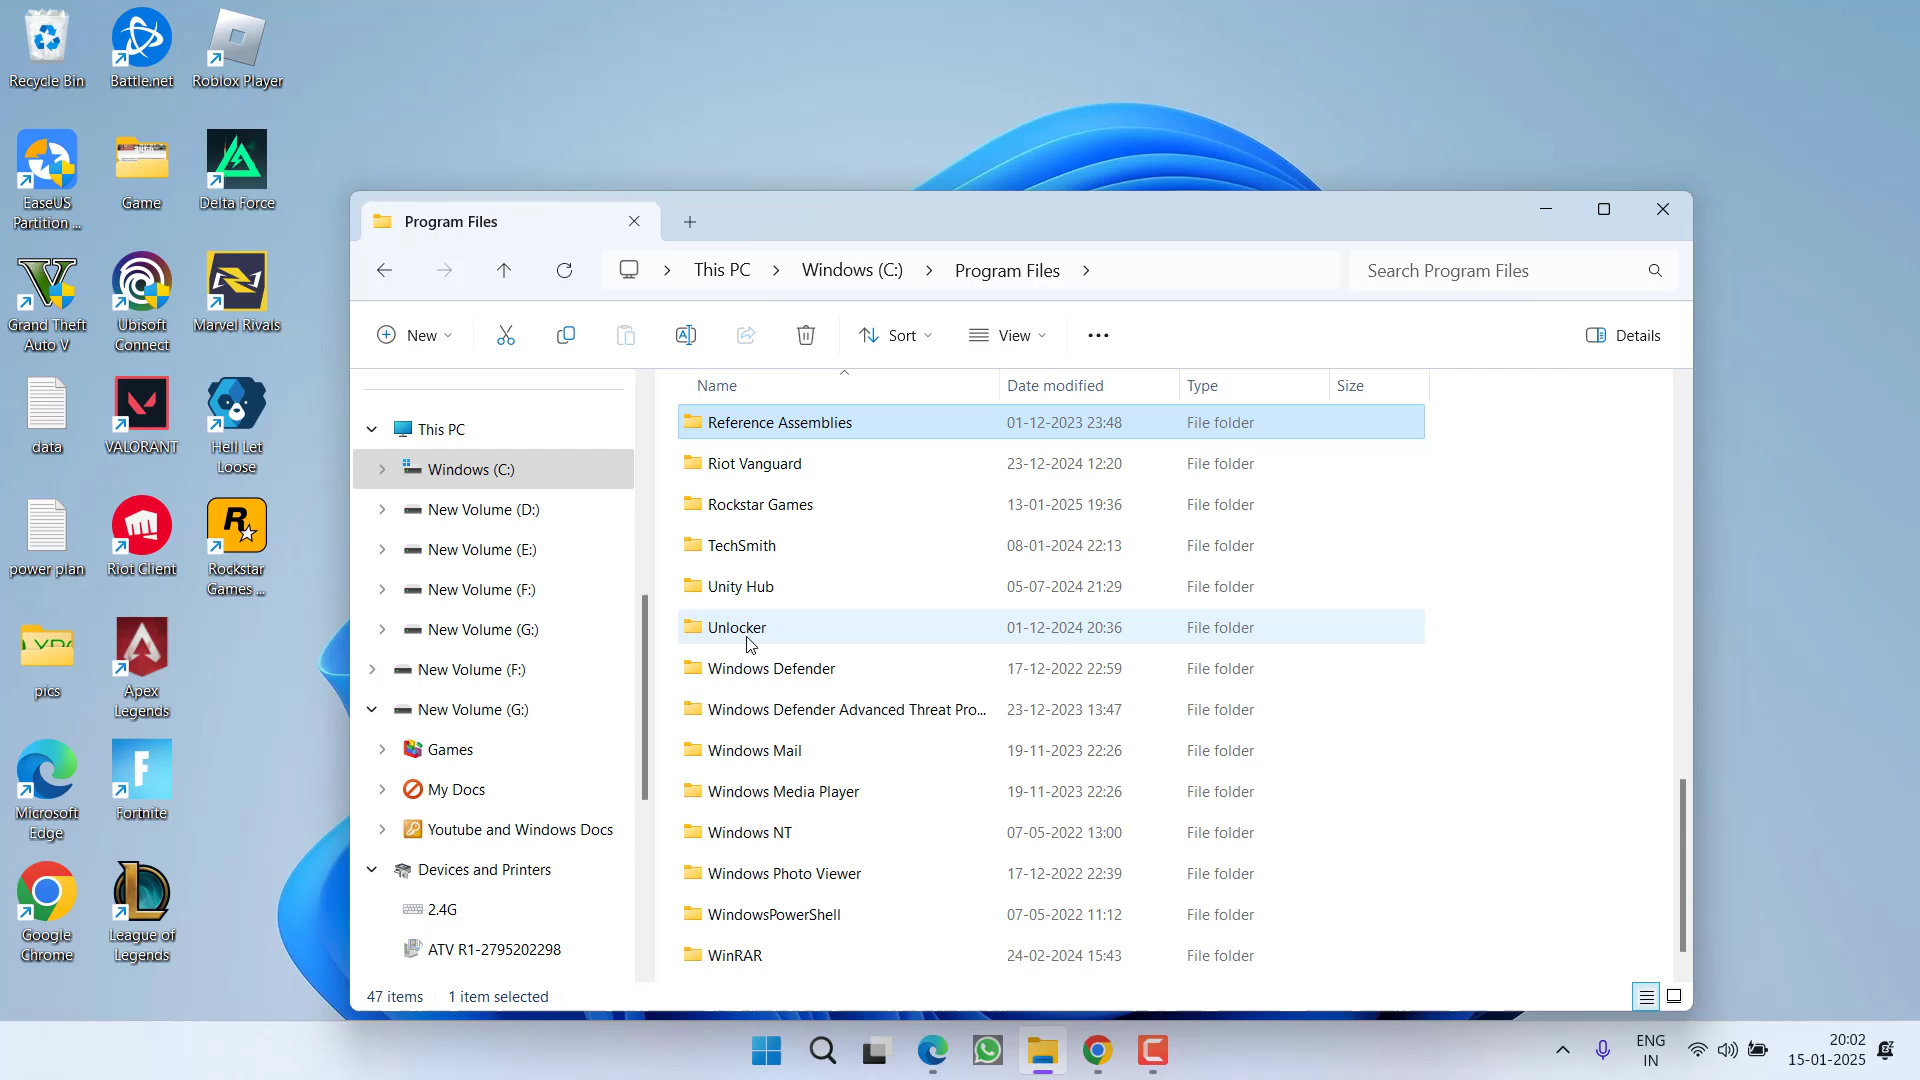 Recycle Bin
Battle.net
Roblox Player
EaseUS
Partition ...
Game
Delta Force
Grand Theft
Auto V
Ubisoft
Connect
Marvel Rivals
data
VALORANT
Hell Let
Loose
power plan
Riot Client
Rockstar
Games ...
pics
Apex
Legends
Microsoft
Edge
Fortnite
Google
Chrome
League of
Legends
Program Files
This PC
Windows (C:)
Program Files
Search Program Files
New
Sort
View
Details
This PC
Windows (C:)
New Volume (D:)
New Volume (E:)
New Volume (F:)
New Volume (G:)
New Volume (F:)
New Volume (G:)
Games
My Docs
Youtube and Windows Docs
Devices and Printers
2.4G
ATV R1-2795202298
Name Date modified Type Size
Reference Assemblies 01-12-2023 23:48 File folder
Riot Vanguard 23-12-2024 12:20 File folder
Rockstar Games 13-01-2025 19:36 File folder
TechSmith 08-01-2024 22:13 File folder
Unity Hub 05-07-2024 21:29 File folder
Unlocker 01-12-2024 20:36 File folder
Windows Defender 17-12-2022 22:59 File folder
Windows Defender Advanced Threat Pro... 23-12-2023 13:47 File folder
Windows Mail 19-11-2023 22:26 File folder
Windows Media Player 19-11-2023 22:26 File folder
Windows NT 07-05-2022 13:00 File folder
Windows Photo Viewer 17-12-2022 22:39 File folder
WindowsPowerShell 07-05-2022 11:12 File folder
WinRAR 24-02-2024 15:43 File folder
47 items 1 item selected
ENG
IN
20:02
15-01-2025